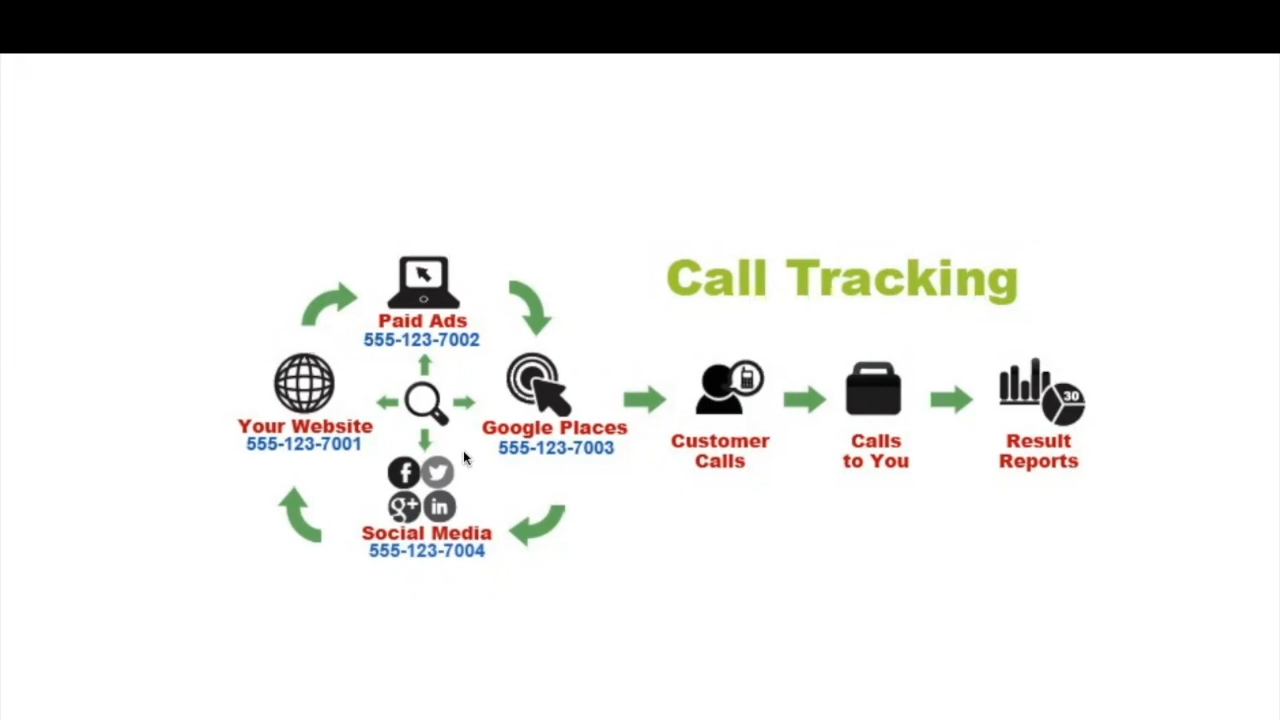 Call Tracking
Paid Ads
555-123-7002
Your Website
555-123-7001
Google Places
555-123-7003
f
g+
in
Social Media
555-123-7004
Customer
Calls
Calls
to You
30
Result
Reports